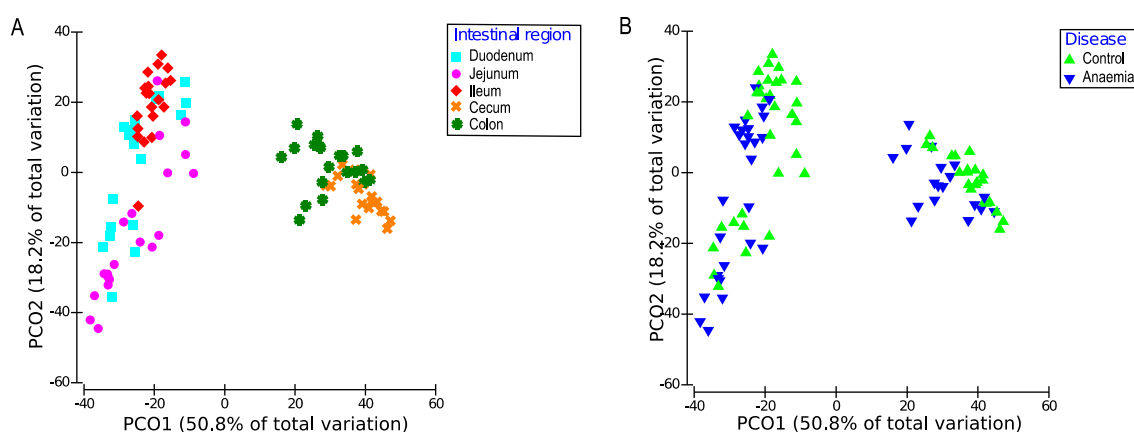 A
Intestinal region
Duodenum
Jejunum
Ileum
Cecum
Colon
PCO2 (18.2% of total variation)
40
20
0
-20
-40
-60
-40
-20
0
20
40
60
PCO1 (50.8% of total variation)
B
Disease
Control
Anaemia
PCO2 (18.2% of total variation)
40
20
0
-20
-40
-60
-40
-20
0
20
40
60
PCO1 (50.8% of total variation)